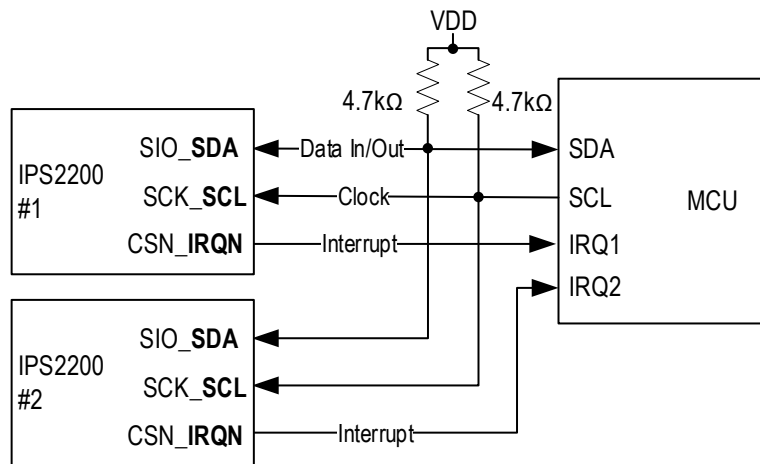 VDD
4.7kΩ 4.7kΩ
SIO_SDA Data In/Out SDA
IPS2200
#1
SCK_SCL Clock SCL
MCU
CSN_IRQN Interrupt IRQ1
IRQ2
SIO_SDA
IPS2200
#2
SCK_SCL
CSN_IRQN Interrupt